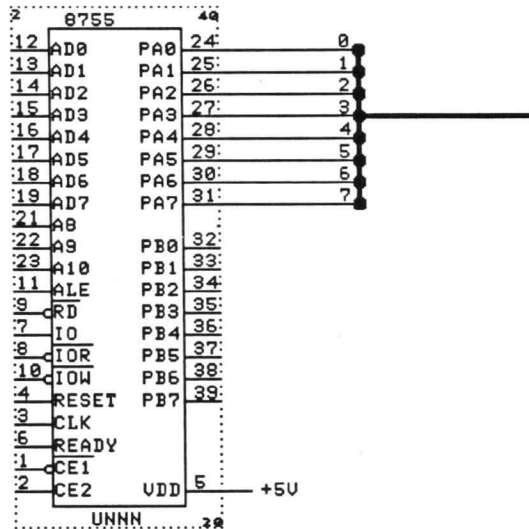 2 8755 40
12 AD0 PA0 24 0
13 AD1 PA1 25 1
14 AD2 PA2 26 2
15 AD3 PA3 27 3
16 AD4 PA4 28 4
17 AD5 PA5 29 5
18 AD6 PA6 30 6
19 AD7 PA7 31 7
21 A8
22 A9 PB0 32
23 A10 PB1 33
11 ALE PB2 34
9 RD PB3 35
7 IO PB4 36
8 IOR PB5 37
10 IOW PB6 38
4 RESET PB7 39
3 CLK
6 READY
1 CE1
2 CE2 VDD 5 +5V
UNNN 20